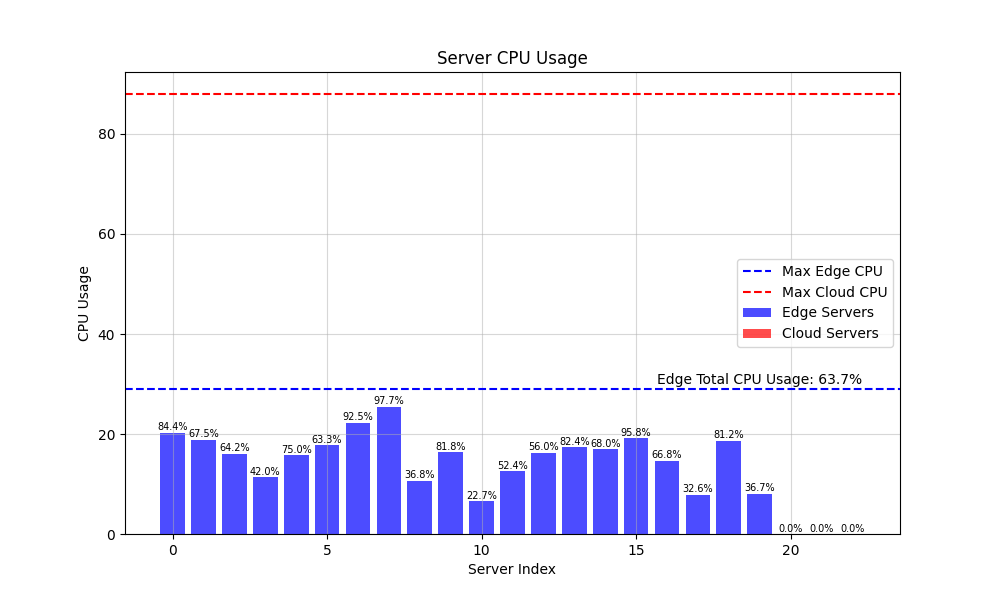 Server CPU Usage
CPU Usage
80
60
40
20
0
Max Edge CPU
Max Cloud CPU
Edge Servers
Cloud Servers
Edge Total CPU Usage: 63.7%
84.4% 67.5% 64.2% 42.0% 75.0% 63.3% 92.5% 97.7% 36.8% 81.8% 22.7% 52.4% 56.0% 82.4% 68.0% 95.8% 66.8% 32.6% 81.2% 36.7% 0.0% 0.0% 0.0%
0 5 10 15 20
Server Index